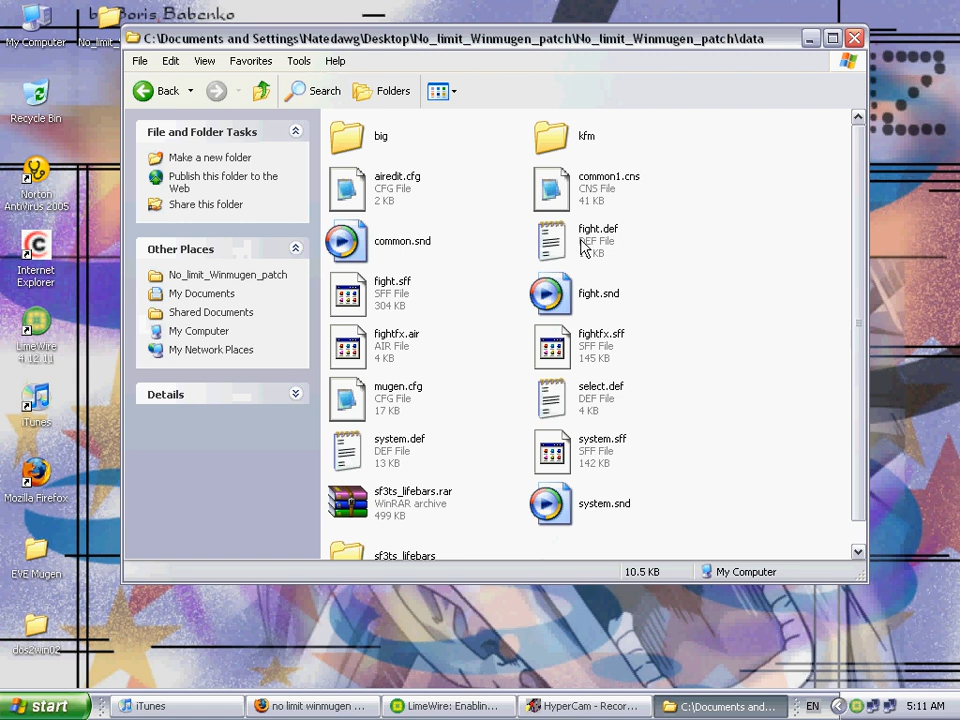 by Boris Babenko
My Computer
No_limit_
Recycle Bin
Norton
AntiVirus 2005
Internet
Explorer
LimeWire
4.12.11
iTunes
Mozilla Firefox
EVE Mugen
dos2win02
C:\Documents and Settings\Natedawg\Desktop\No_limit_Winmugen_patch\No_limit_Winmugen_patch\data
File Edit View Favorites Tools Help
Back Search Folders
File and Folder Tasks
Make a new folder
Publish this folder to the
Web
Share this folder
Other Places
No_limit_Winmugen_patch
My Documents
Shared Documents
My Computer
My Network Places
Details
big
kfm
airedit.cfg
CFG File
2 KB
common1.cns
CNS File
41 KB
common.snd
fight.def
DEF File
KB
fight.sff
SFF File
304 KB
fight.snd
fightfx.air
AIR File
4 KB
fightfx.sff
SFF File
145 KB
mugen.cfg
CFG File
17 KB
select.def
DEF File
4 KB
system.def
DEF File
13 KB
system.sff
SFF File
142 KB
sf3ts_lifebars.rar
WinRAR archive
499 KB
system.snd
sf3ts_lifebars
10.5 KB My Computer
start iTunes no limit winmugen ... LimeWire: Enablin... HyperCam - Recor... C:\Documents and... EN 5:11 AM